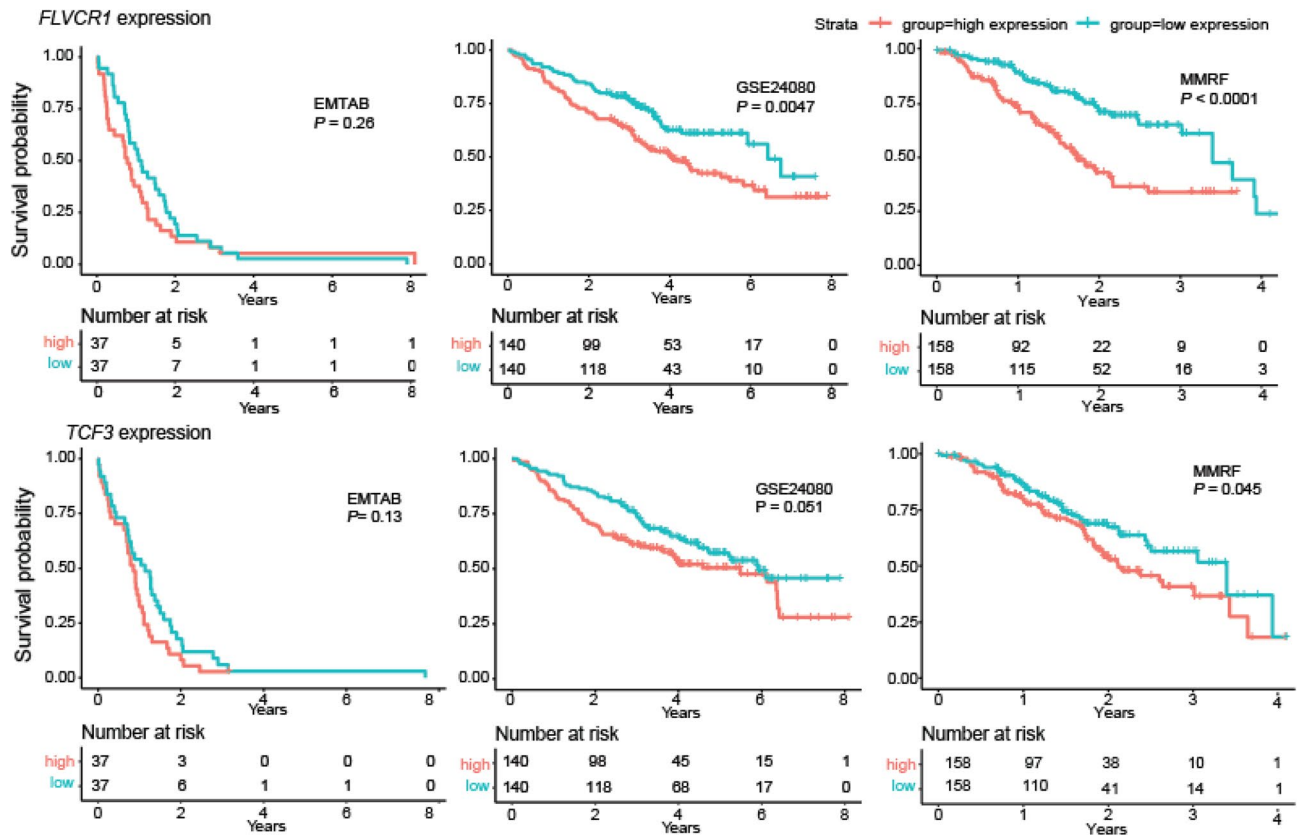 FLVCR1 expression
Strata group=high expression group=low expression
Survival probability
1.00
0.75
0.50
0.25
0.00
EMTAB
P = 0.26
0 2 4 6 8
Years
Number at risk
high 37 5 1 1 1
low 37 7 1 1 0
0 2 4 6 8
Years
1.00
0.75
0.50
0.25
0.00
GSE24080
P = 0.0047
0 2 4 6 8
Years
Number at risk
high 140 99 53 17 0
low 140 118 43 10 0
0 2 4 6 8
Years
1.00
0.75
0.50
0.25
0.00
MMRF
P < 0.0001
0 1 2 3 4
Years
Number at risk
high 158 92 22 9 0
low 158 115 52 16 3
0 1 2 3 4
Years
TCF3 expression
Survival probability
1.00
0.75
0.50
0.25
0.00
EMTAB
P= 0.13
0 2 4 6 8
Years
Number at risk
high 37 3 0 0 0
low 37 6 1 1 0
0 2 4 6 8
Years
1.00
0.75
0.50
0.25
0.00
GSE24080
P = 0.051
0 2 4 6 8
Years
Number at risk
high 140 98 45 15 1
low 140 118 68 17 0
0 2 4 6 8
Years
1.00
0.75
0.50
0.25
0.00
MMRF
P = 0.045
0 1 2 3 4
Years
Number at risk
high 158 97 38 10 1
low 158 110 41 14 1
0 1 2 3 4
Years